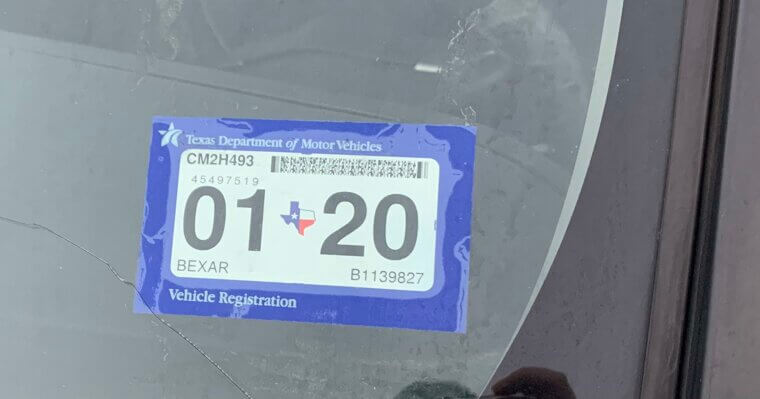 Texas Department of Motor Vehicles
CM2H493
45497519
01 20
BEXAR B1139827
Vehicle Registration